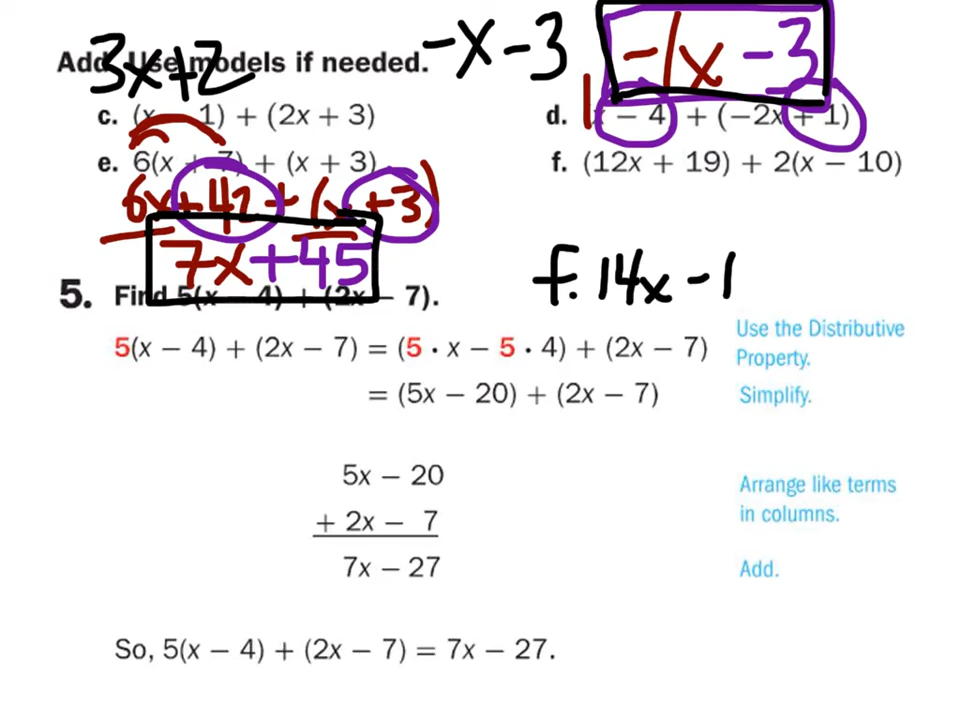 3x+2 -x-3 -1x -3
Add. Use models if needed.
c. (x − 1) + (2x + 3) d. (x − 4) + (−2x + 1)
e. 6(x + 7) + (x + 3) f. (12x + 19) + 2(x − 10)
6x+42 + (x +3)
7x+45 f. 14x -1
5. Find 5(x − 4) + (2x − 7).
5(x − 4) + (2x − 7) = (5 · x − 5 · 4) + (2x − 7) Use the Distributive
Property.
= (5x − 20) + (2x − 7) Simplify.
5x − 20 Arrange like terms
+ 2x − 7 in columns.
7x − 27 Add.
So, 5(x − 4) + (2x − 7) = 7x − 27.